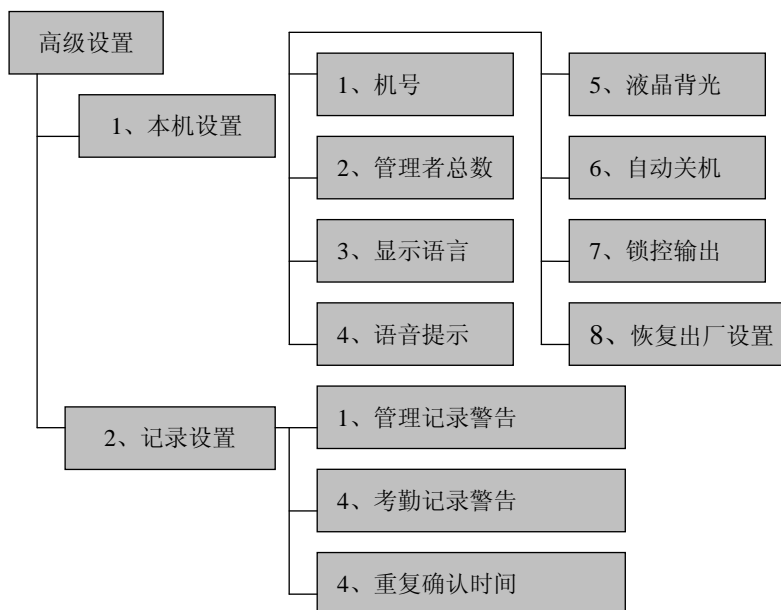 高级设置
1、本机设置
1、机号
2、管理者总数
3、显示语言
4、语音提示
5、液晶背光
6、自动关机
7、锁控输出
8、恢复出厂设置
2、记录设置
1、管理记录警告
4、考勤记录警告
4、重复确认时间